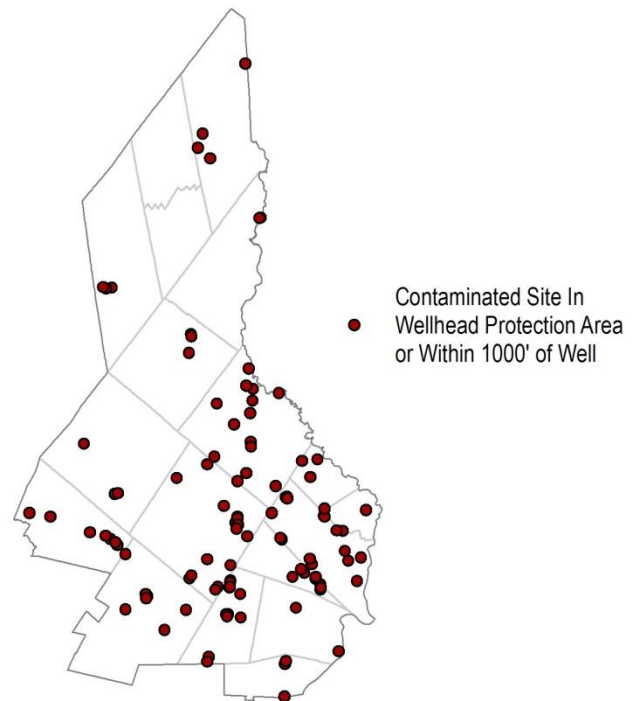 Contaminated Site In
Wellhead Protection Area
or Within 1000' of Well